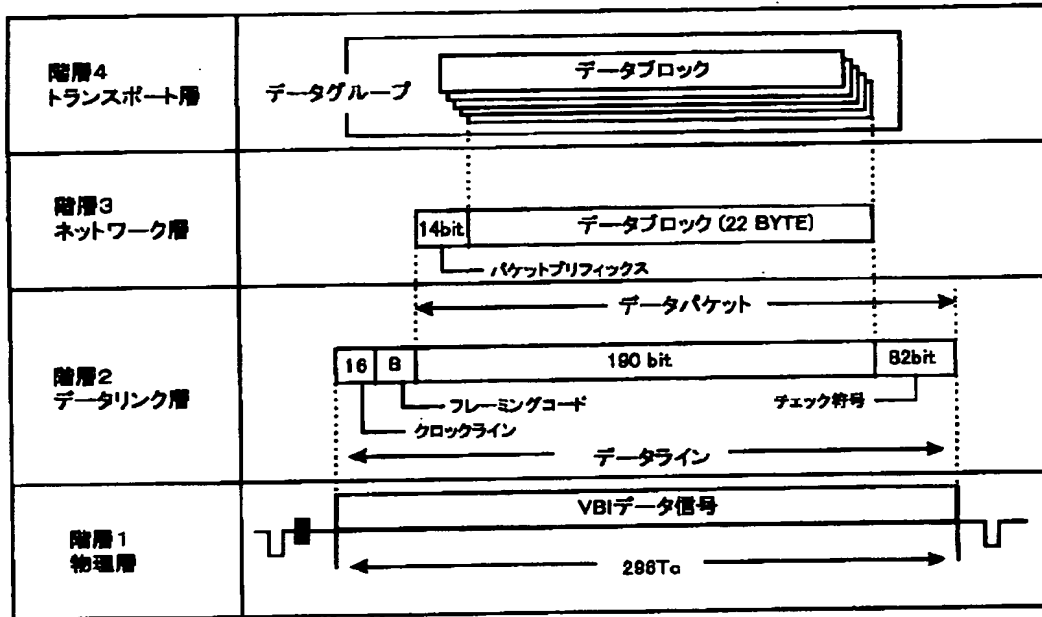 階層4
トランスポート層
データグループ
データブロック
階層3
ネットワーク層
14bit
データブロック(22 BYTE)
パケットプリフィックス
データパケット
階層2
データリンク層
16
8
190 bit
82bit
フレーミングコード
クロックライン
チェック符号
データライン
階層1
物理層
VBIデータ信号
296Tα